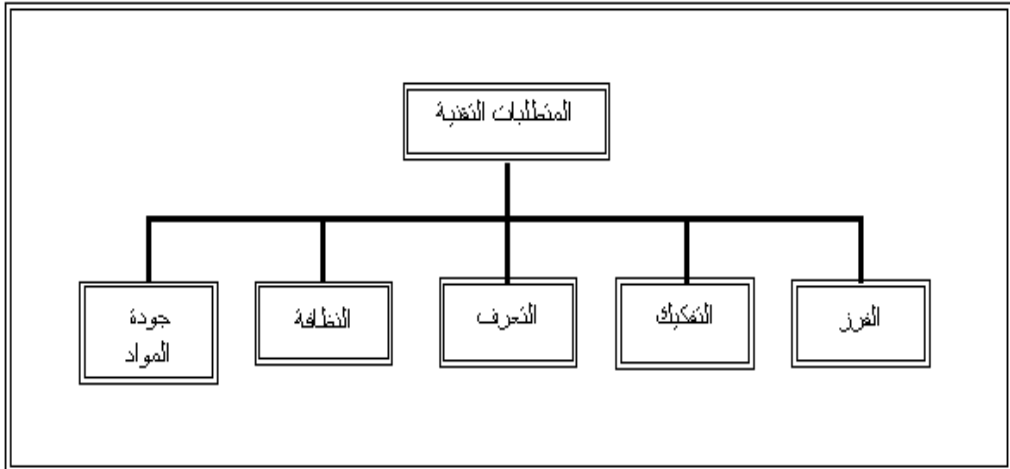 المتطلبات التقنية
الفرز
التفكيك
التعرف
النظافة
جودة
المواد